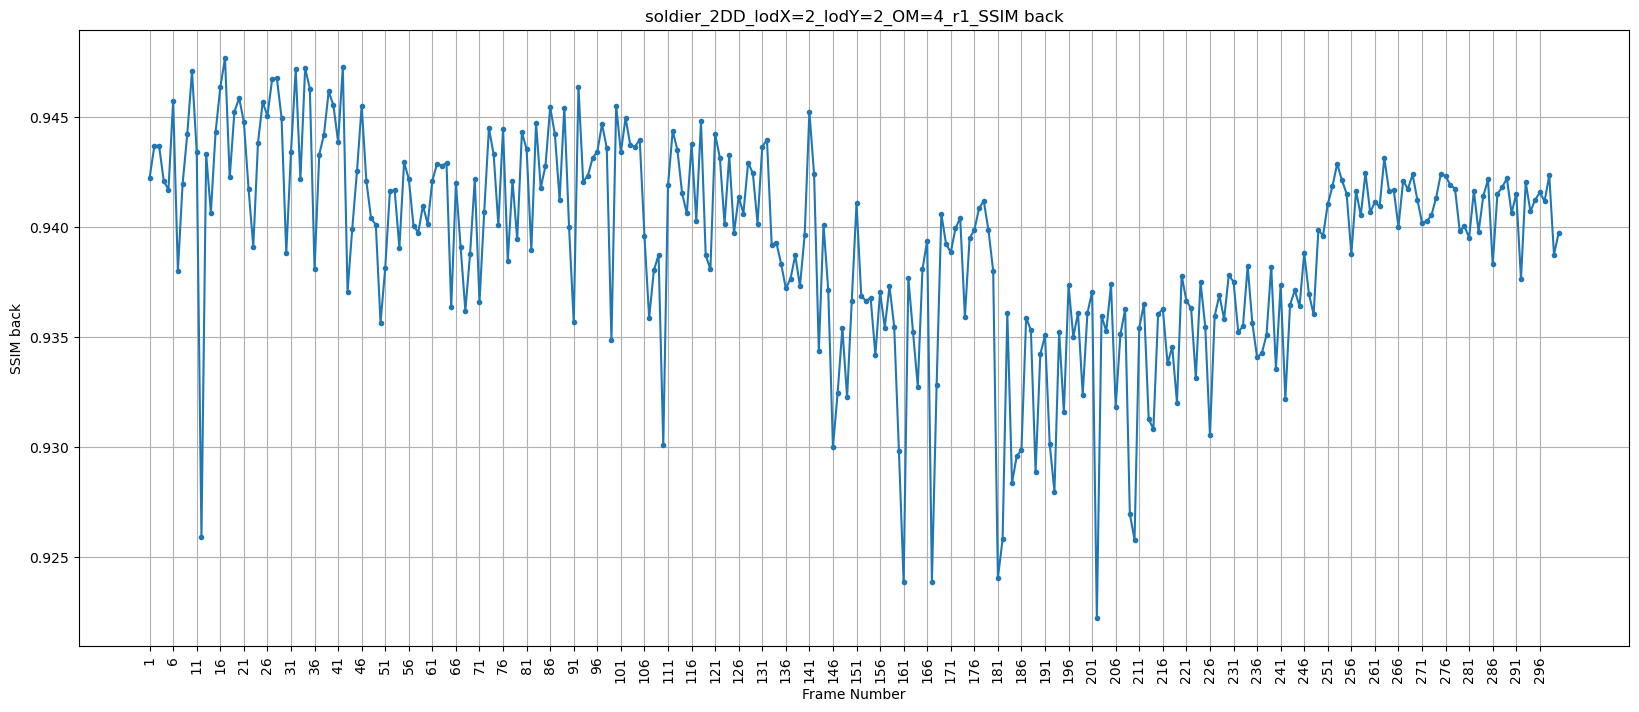 soldier_2DD_lodX=2_lodY=2_OM=4_r1_SSIM back
SSIM back
0.945
0.940
0.935
0.930
0.925
1 6 11 16 21 26 31 36 41 46 51 56 61 66 71 76 81 86 91 96 101 106 111 116 121 126 131 136 141 146 151 156 161 166 171 176 181 186 191 196 201 206 211 216 221 226 231 236 241 246 251 256 261 266 271 276 281 286 291 296
Frame Number